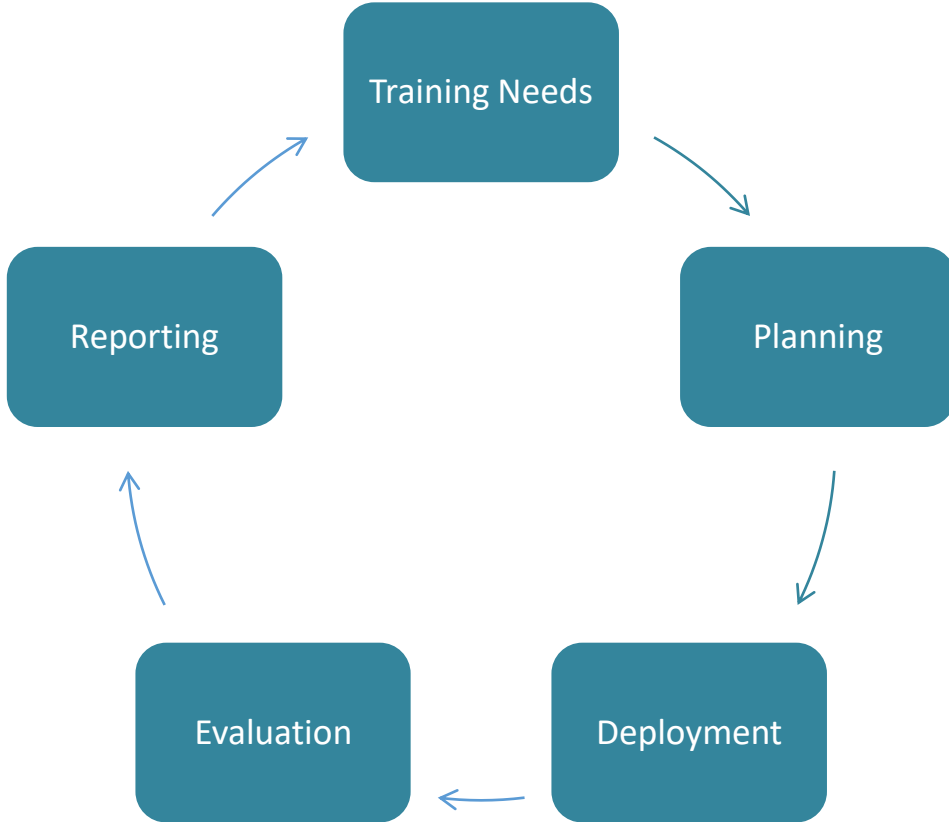 Training Needs
Planning
Deployment
Evaluation
Reporting